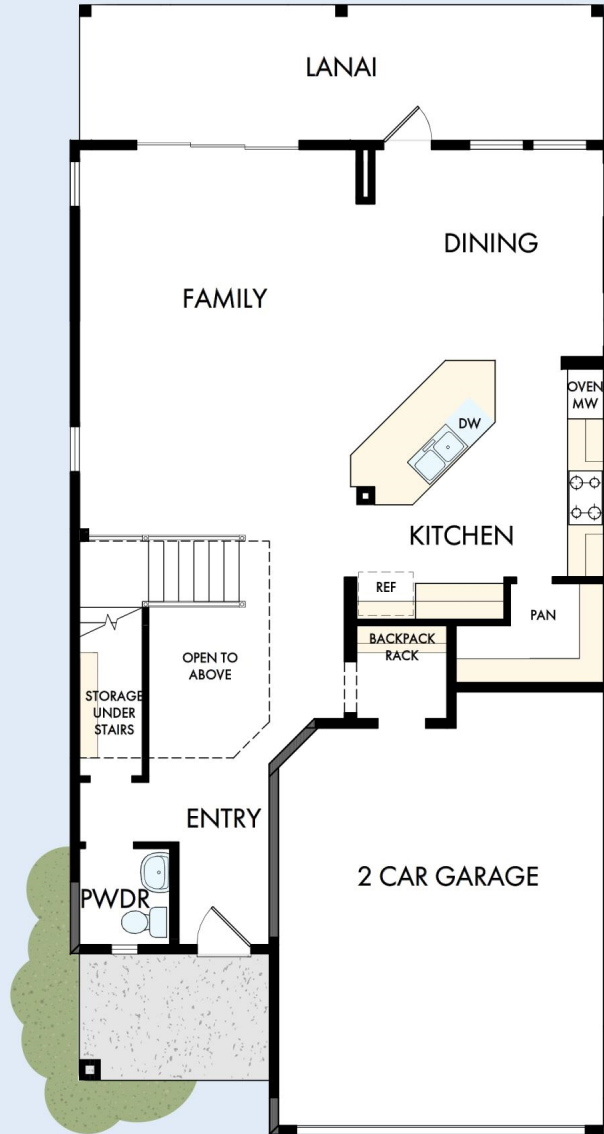 LANAI
DINING
FAMILY
OVEN
MW
DW
KITCHEN
REF
PAN
BACKPACK
RACK
OPEN TO
ABOVE
STORAGE
UNDER
STAIRS
ENTRY
2 CAR GARAGE
PWDR